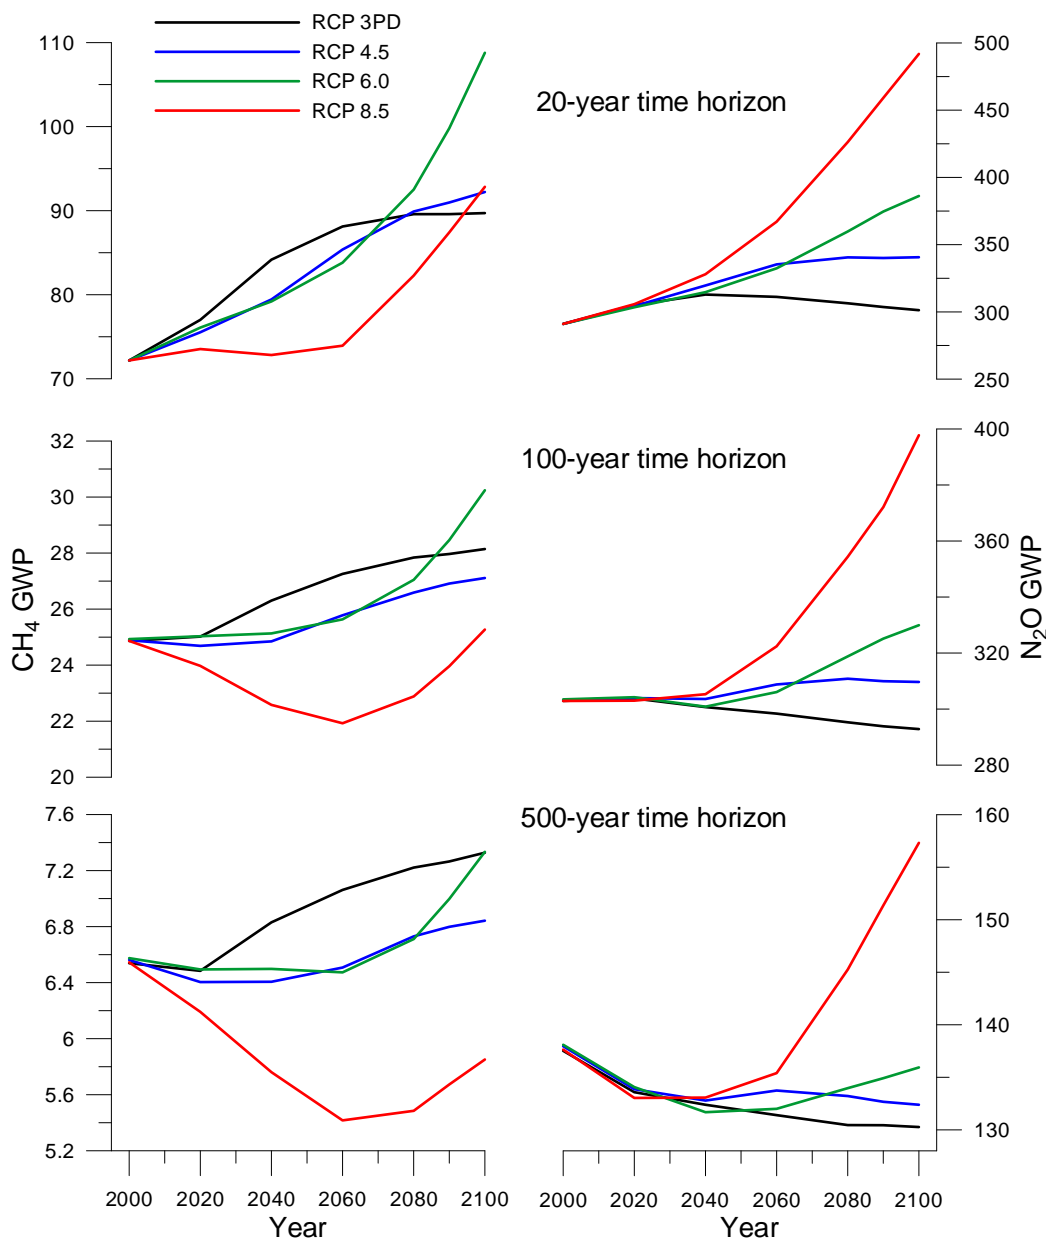 RCP 3PD
RCP 4.5
RCP 6.0
RCP 8.5
110
100
90
80
70
20-year time horizon
500
450
400
350
300
250
32
30
28
26
24
22
20
CH₄ GWP
100-year time horizon
400
360
320
280
N₂O GWP
7.6
7.2
6.8
6.4
6
5.6
5.2
500-year time horizon
160
150
140
130
2000 2020 2040 2060 2080 2100
Year
2000 2020 2040 2060 2080 2100
Year